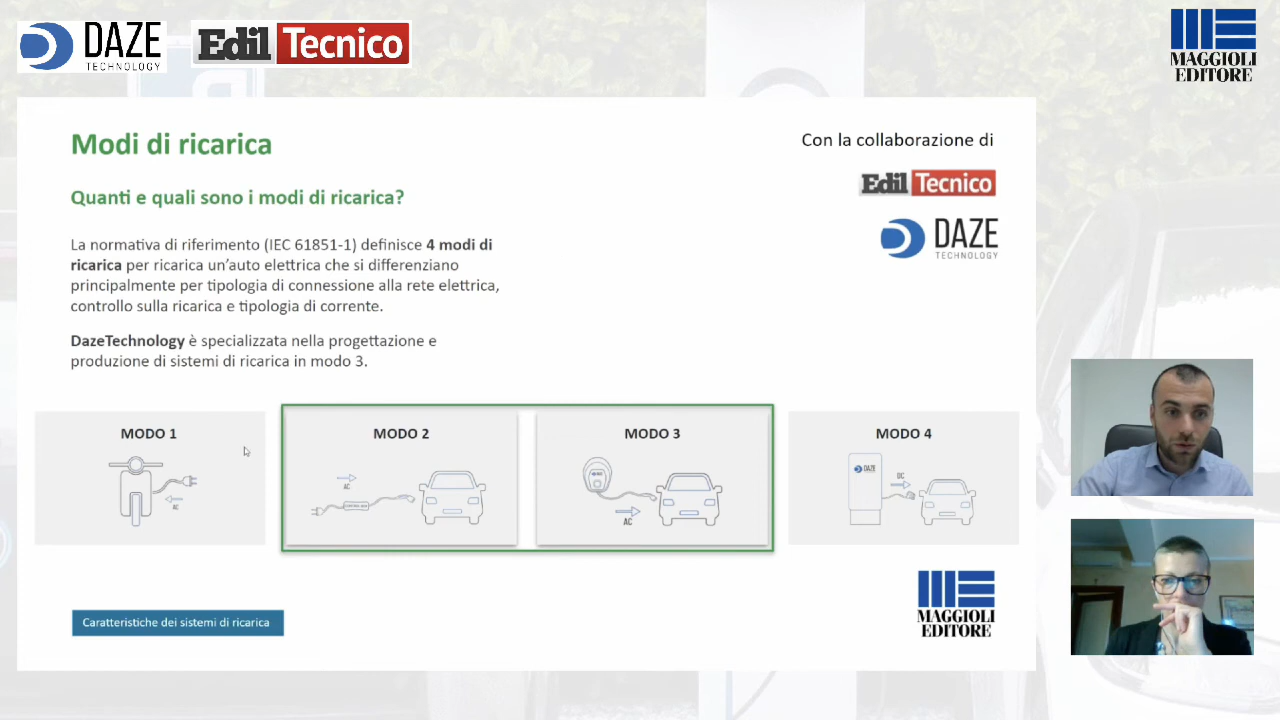 DAZE
TECHNOLOGY
Edil Tecnico
MAGGIOLI
EDITORE
Modi di ricarica
Con la collaborazione di
Edil Tecnico
DAZE
TECHNOLOGY
Quanti e quali sono i modi di ricarica?
La normativa di riferimento (IEC 61851-1) definisce 4 modi di
ricarica per ricarica un’auto elettrica che si differenziano
principalmente per tipologia di connessione alla rete elettrica,
controllo sulla ricarica e tipologia di corrente.
DazeTechnology è specializzata nella progettazione e
produzione di sistemi di ricarica in modo 3.
MODO 1
AC
MODO 2
AC
MODO 3
AC
MODO 4
DAZE
DC
MAGGIOLI
EDITORE
Caratteristiche dei sistemi di ricarica